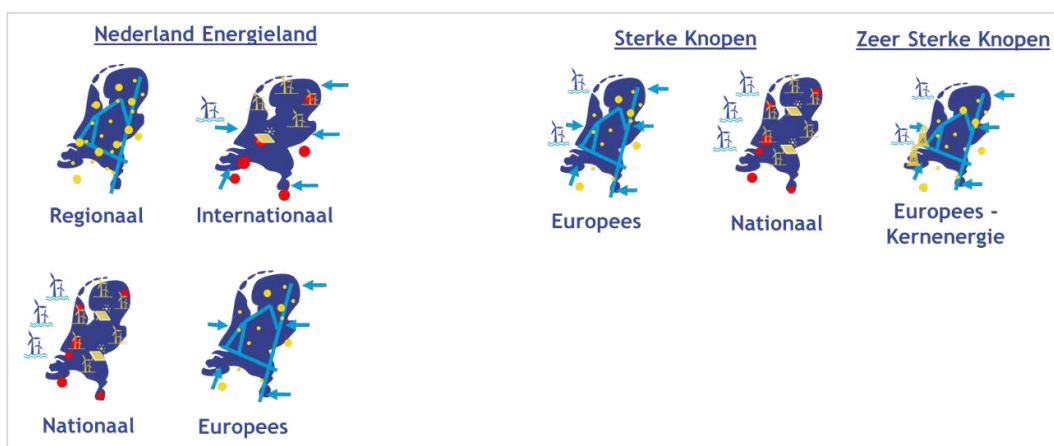 Nederland Energieland
Regionaal
Internationaal
Nationaal
Europees
Sterke Knopen
Europees
Nationaal
Zeer Sterke Knopen
Europees -
Kernenergie